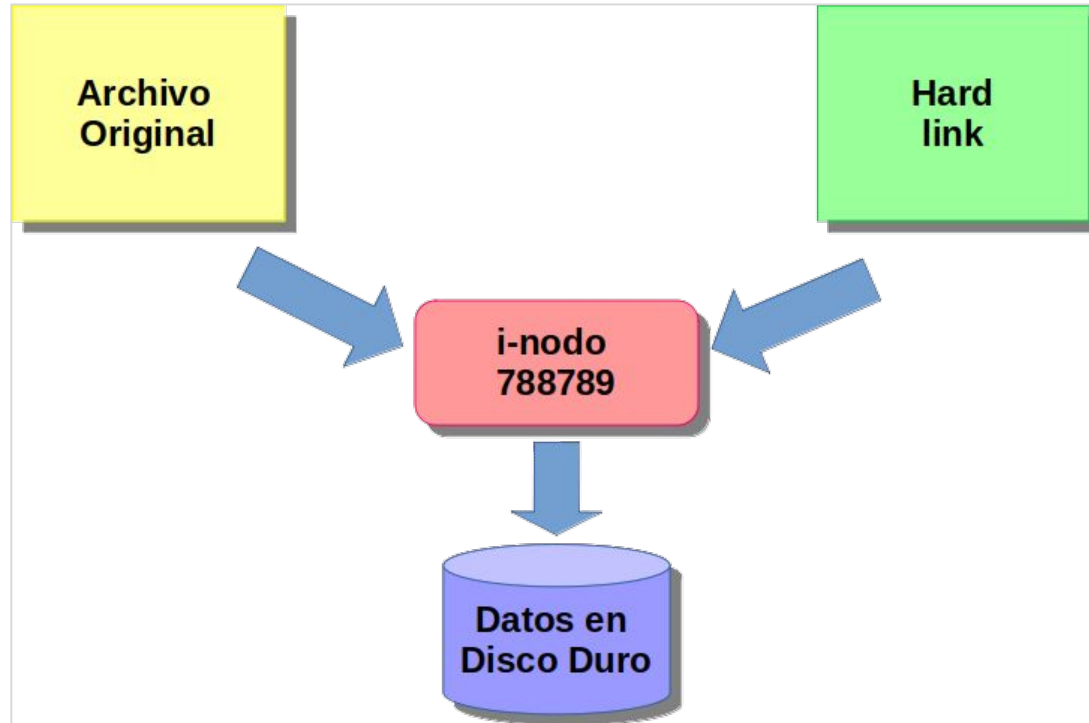 Archivo
Original
Hard
link
i-nodo
788789
Datos en
Disco Duro